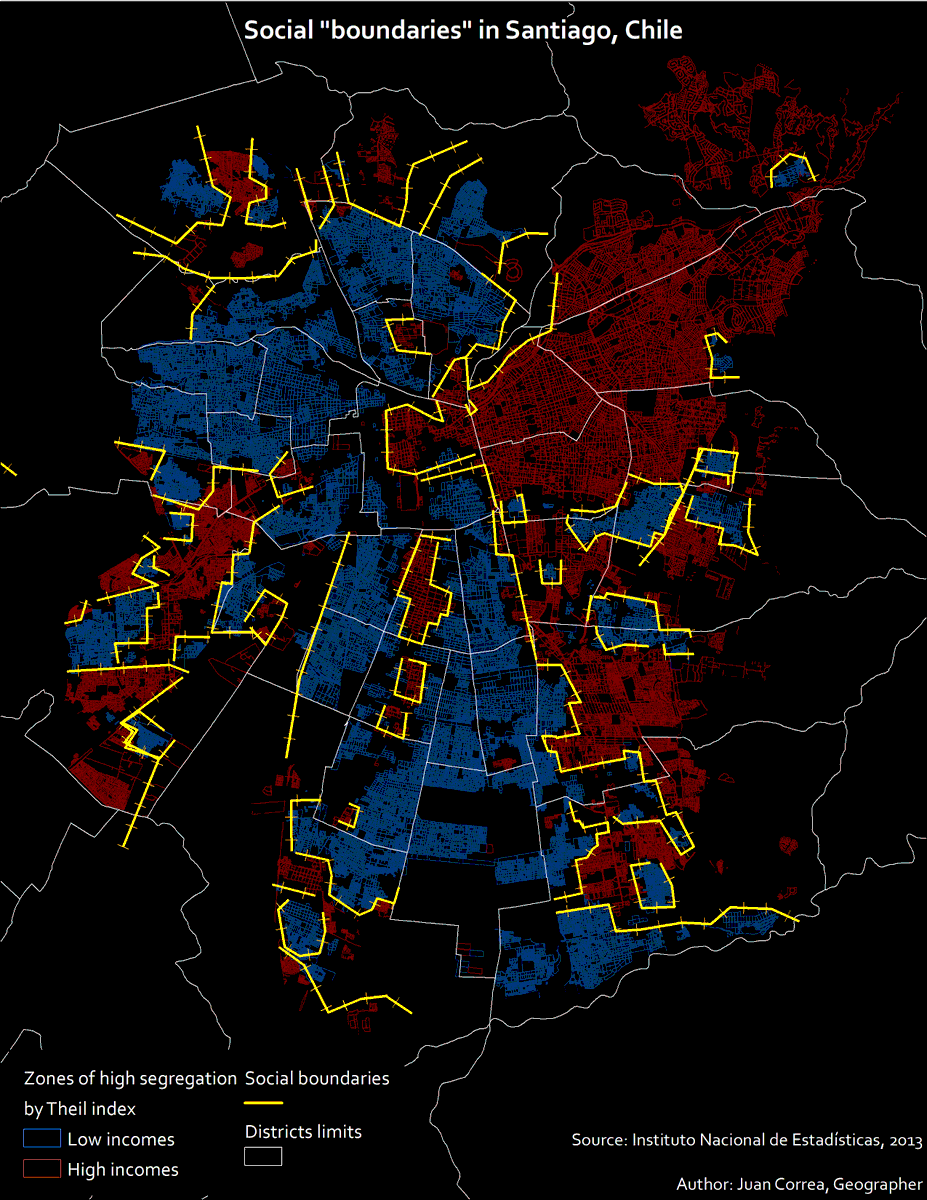 Social "boundaries" in Santiago, Chile
Zones of high segregation
by Theil index
Low incomes
High incomes
Social boundaries
Districts limits
Source: Instituto Nacional de Estadísticas, 2013
Author: Juan Correa, Geographer